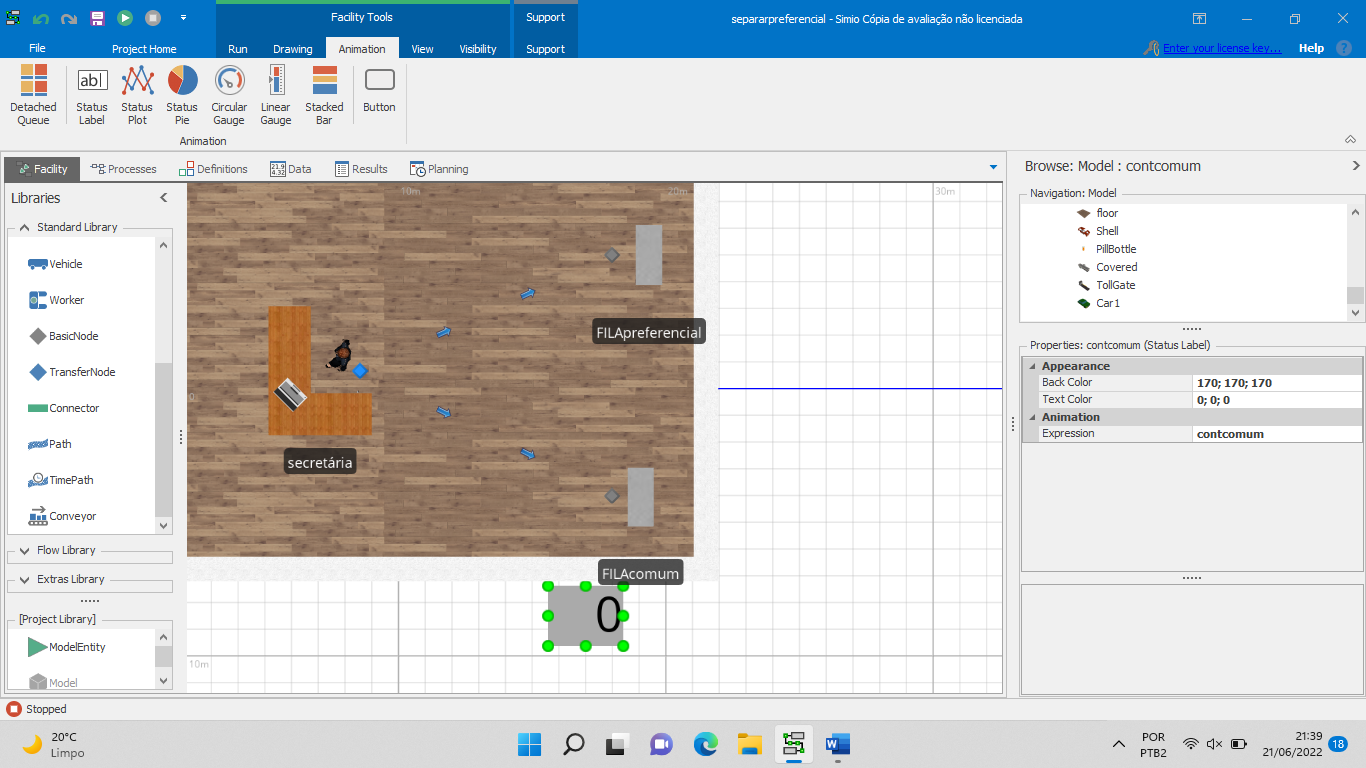 Facility Tools
Support
separarpreferencial - Simio Cópia de avaliação não licenciada
File
Project Home
Run
Drawing
Animation
View
Visibility
Support
Enter your license key...
Help
Detached Queue
Status Label
Status Plot
Status Pie
Circular Gauge
Linear Gauge
Stacked Bar
Button
Animation
Facility
Processes
Definitions
Data
Results
Planning
Browse: Model : contcomum
Libraries
Standard Library
Vehicle
Worker
BasicNode
TransferNode
Connector
Path
TimePath
Conveyor
Flow Library
Extras Library
[Project Library]
ModelEntity
Model
10m
20m
30m
0
FILApreferencial
secretária
FILAcomum
0
10m
Navigation: Model
floor
Shell
PillBottle
Covered
TollGate
Car1
Properties: contcomum (Status Label)
Appearance
Back Color 170; 170; 170
Text Color 0; 0; 0
Animation
Expression contcomum
Stopped
20°C
Limpo
POR
PTB2
21:39
21/06/2022
18